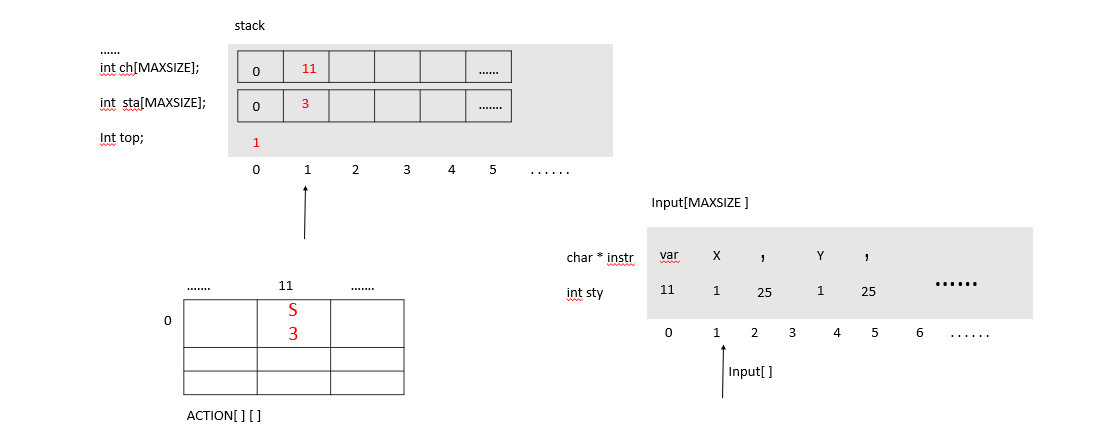 stack
......
int ch[MAXSIZE];
0 11 ......
int sta[MAXSIZE];
0 3 .......
Int top;
1
0 1 2 3 4 5 ......
Input[MAXSIZE ]
char * instr
var X , Y ,
int sty
11 1 25 1 25 ......
0 1 2 3 4 5 6 ......
Input[ ]
....... 11 .......
0
S
3
ACTION[ ] [ ]